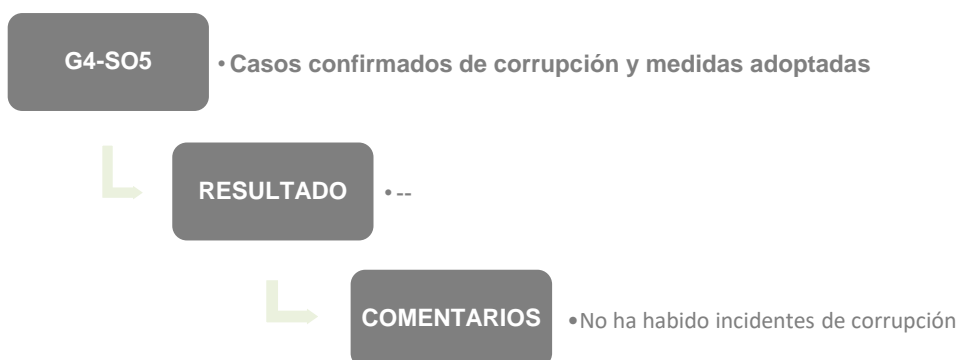 G4-SO5
• Casos confirmados de corrupción y medidas adoptadas
RESULTADO
• --
COMENTARIOS
•No ha habido incidentes de corrupción